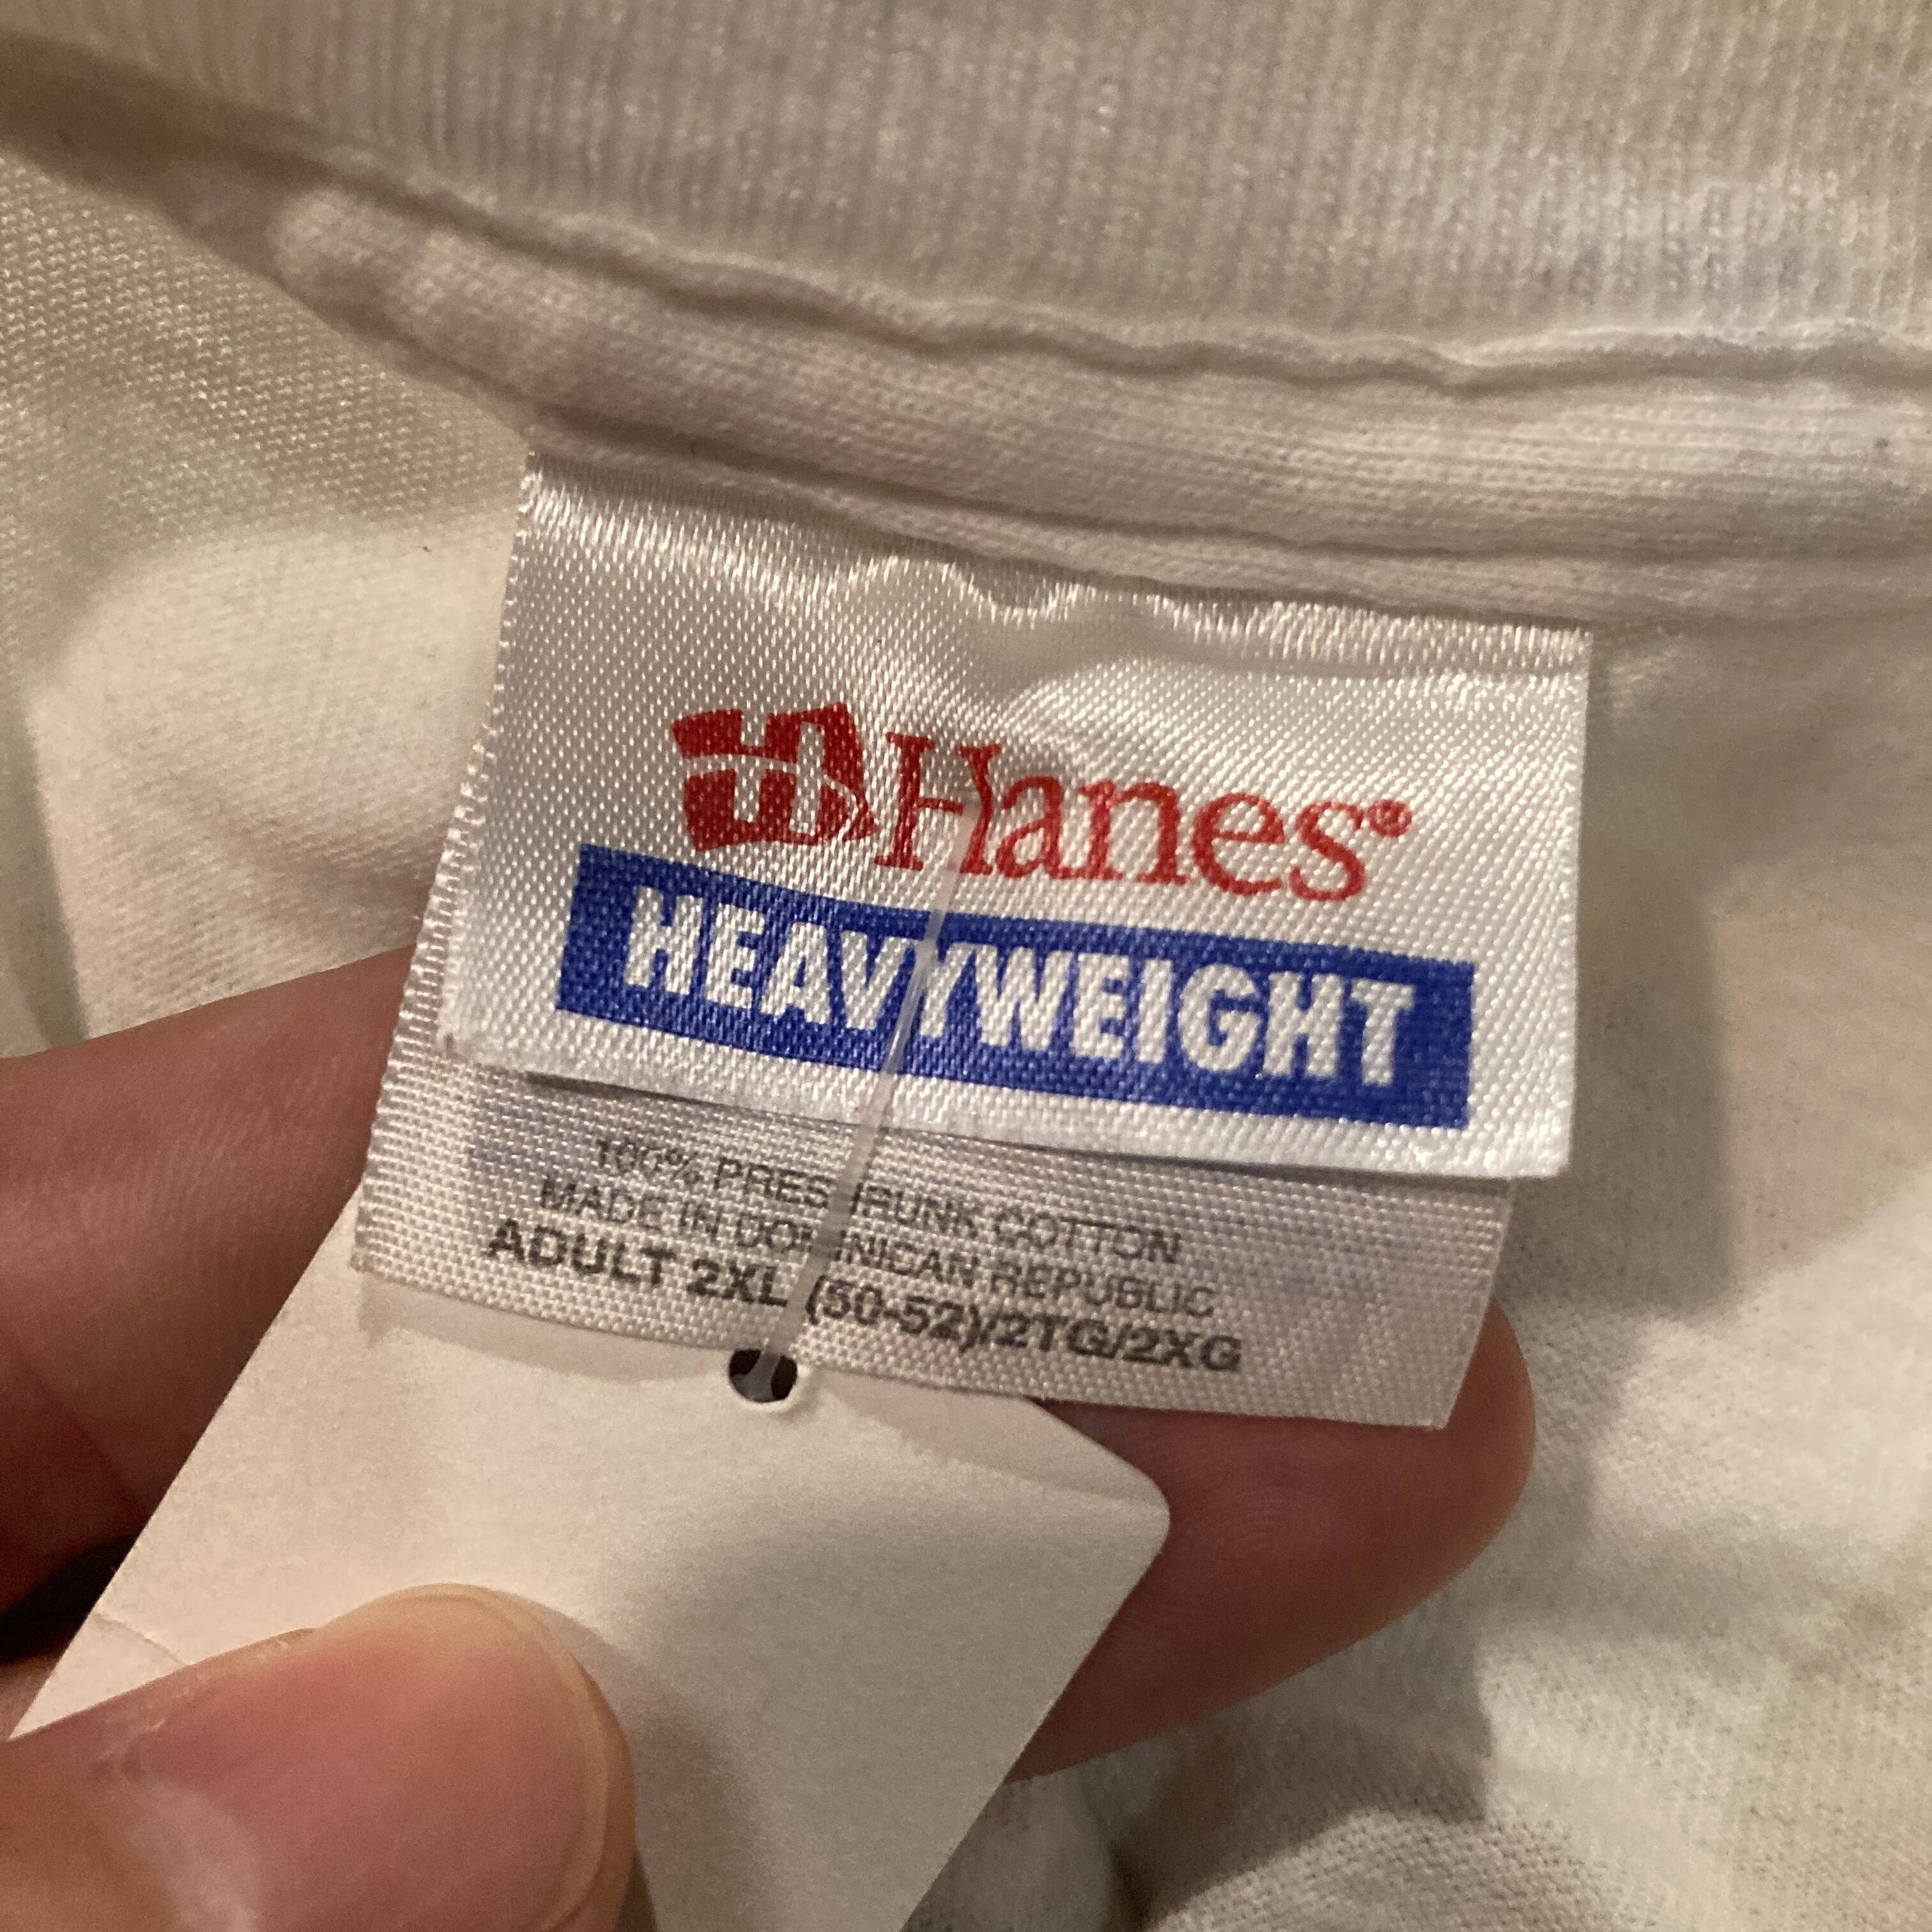 Hanes®
HEAVYWEIGHT
100% PRESHRUNK COTTON
MADE IN DOMINICAN REPUBLIC
ADULT 2XL (50-52)/2TG/2XG